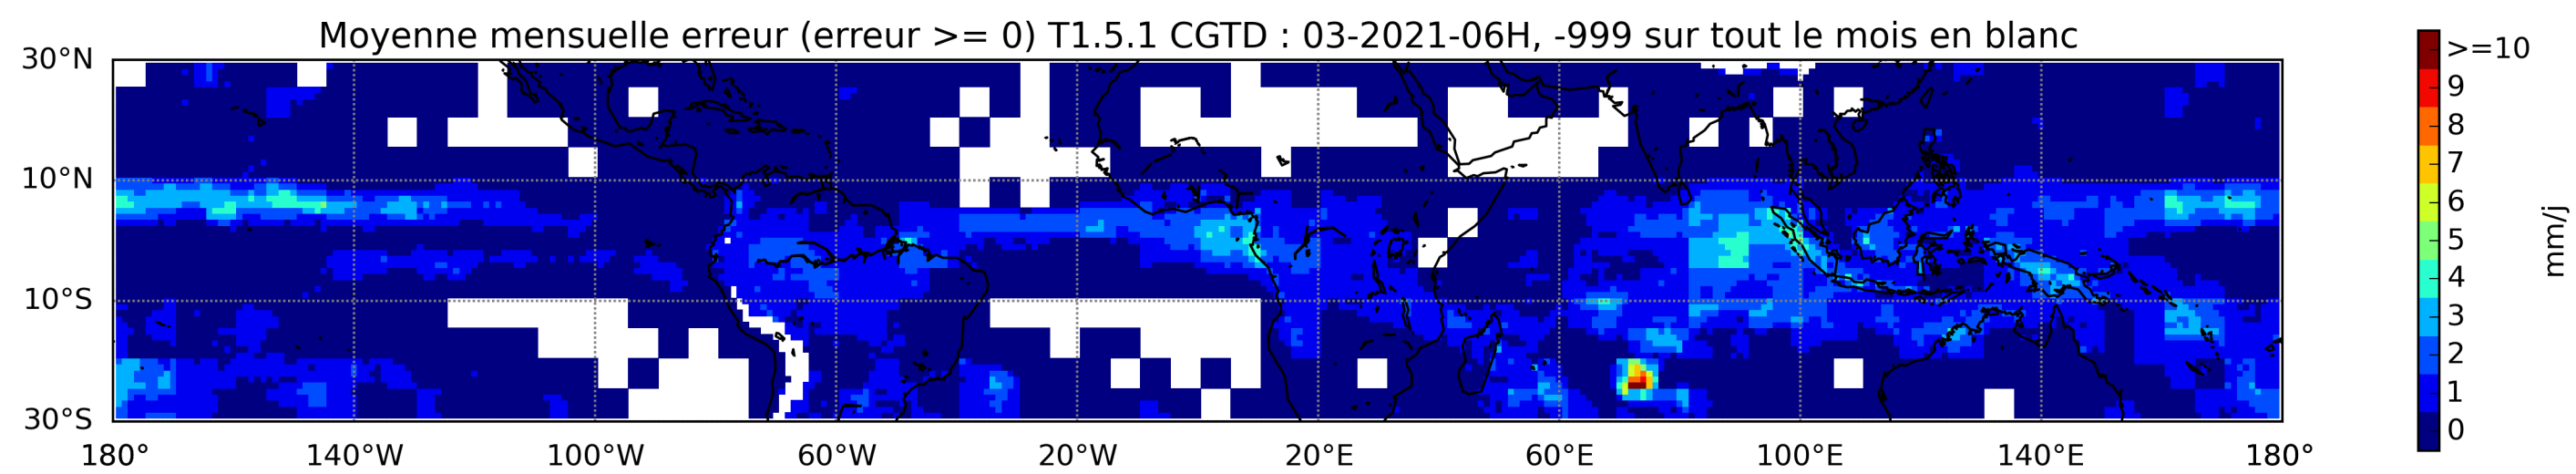 Moyenne mensuelle erreur (erreur >= 0) T1.5.1 CGTD : 03-2021-06H, -999 sur tout le mois en blanc
30°N
10°N
10°S
30°S
180° 140°W 100°W 60°W 20°W 20°E 60°E 100°E 140°E 180°
>=10
9
8
7
6
5
4
3
2
1
0
mm/j